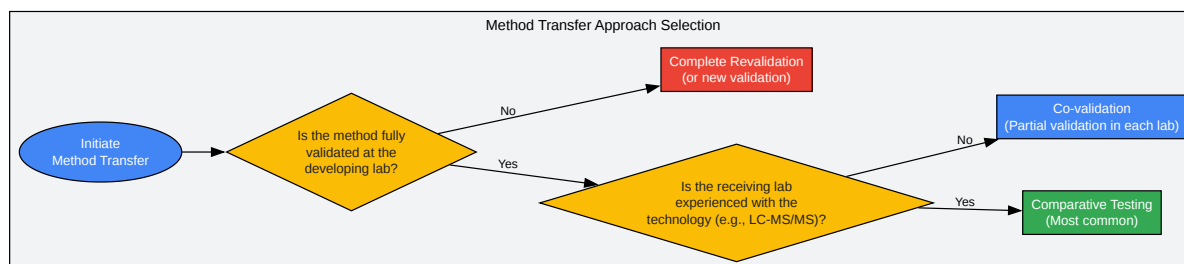 Method Transfer Approach Selection
Initiate
Method Transfer
Is the method fully
validated at the
developing lab?
No
Complete Revalidation
(or new validation)
Yes
Is the receiving lab
experienced with the
technology (e.g., LC-MS/MS)?
No
Co-validation
(Partial validation in each lab)
Yes
Comparative Testing
(Most common)